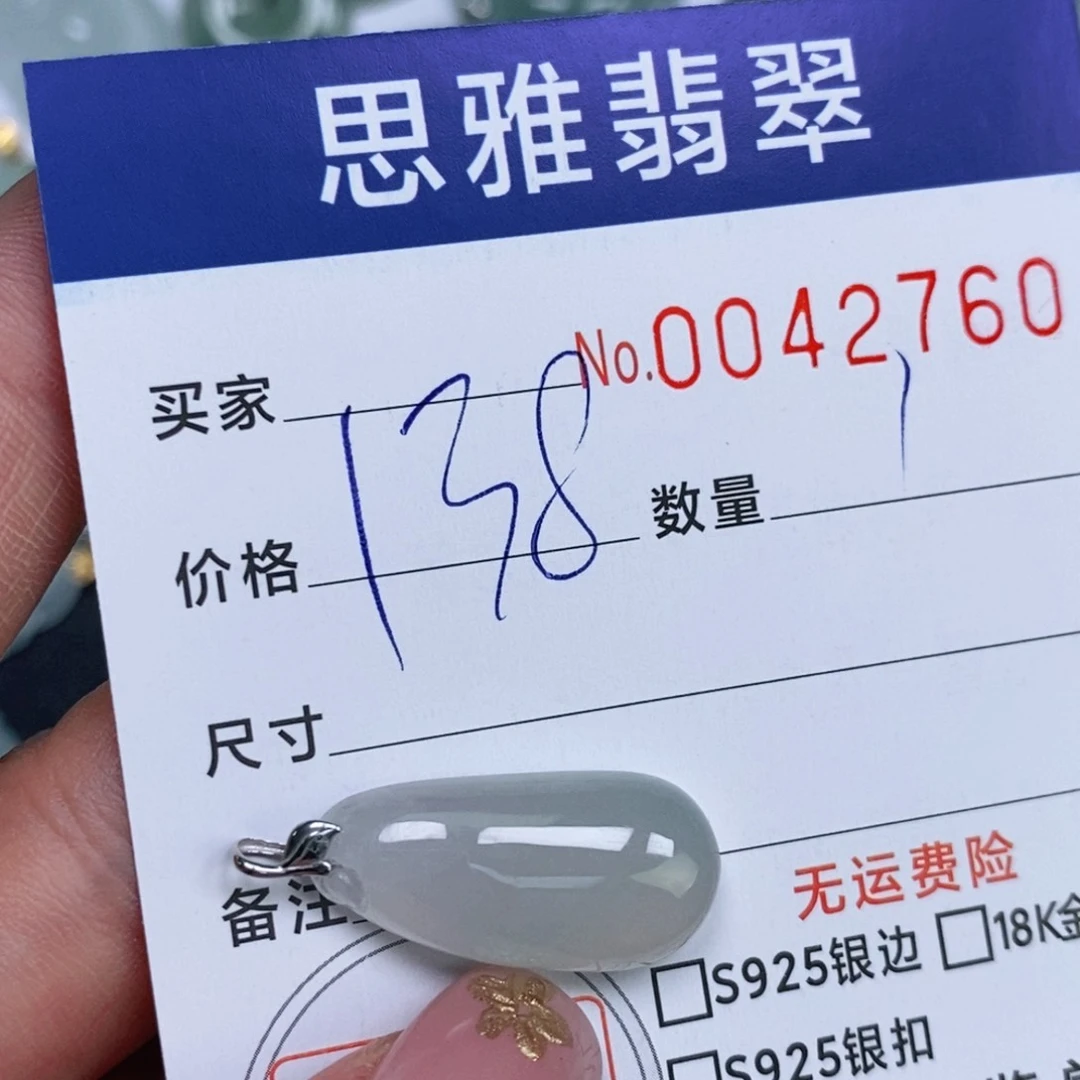 思雅翡翠
No.0042760
买家
价格 138 数量 1
尺寸
备注
无运费险
□S925银边 □18K金
□S925银扣